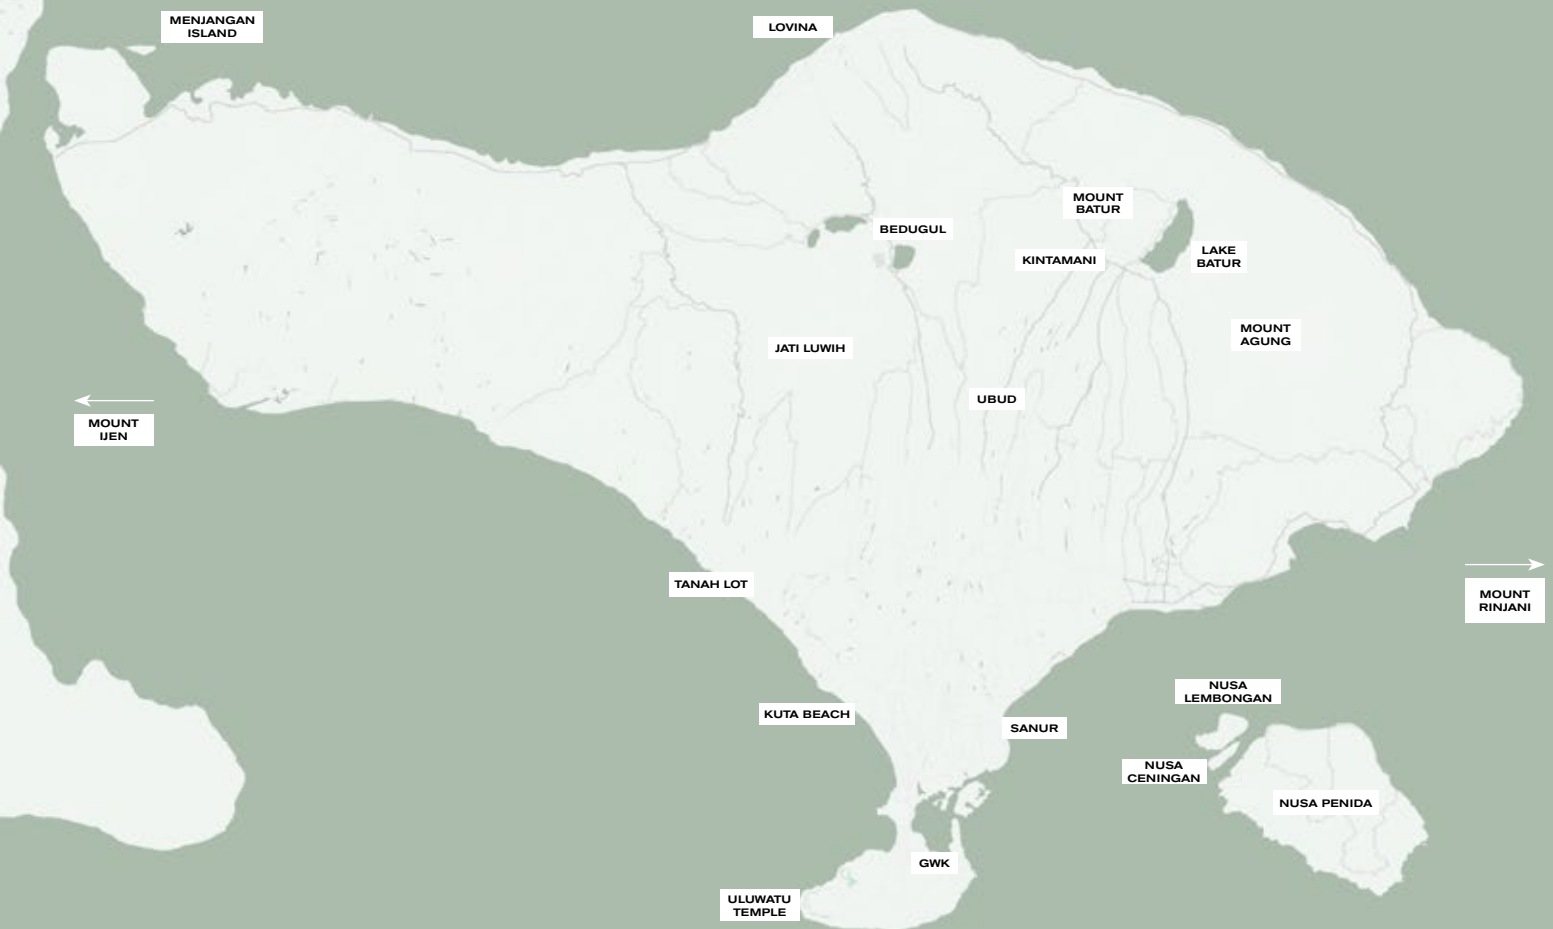 MENJANGAN
ISLAND
LOVINA
MOUNT
BATUR
BEDUGUL
KINTAMANI
LAKE
BATUR
MOUNT
AGUNG
JATI LUWIH
UBUD
MOUNT
IJEN
TANAH LOT
MOUNT
RINJANI
NUSA
LEMBONGAN
KUTA BEACH
SANUR
NUSA
CENINGAN
NUSA PENIDA
GWK
ULUWATU
TEMPLE